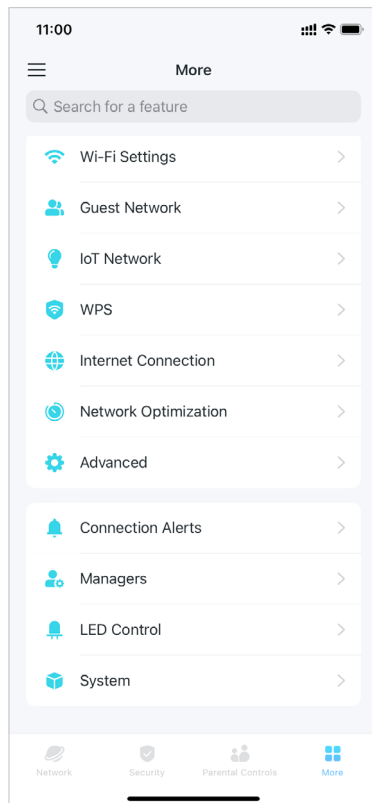 11:00
More
Search for a feature
Wi-Fi Settings
Guest Network
IoT Network
WPS
Internet Connection
Network Optimization
Advanced
Connection Alerts
Managers
LED Control
System
Network Security Parental Controls More